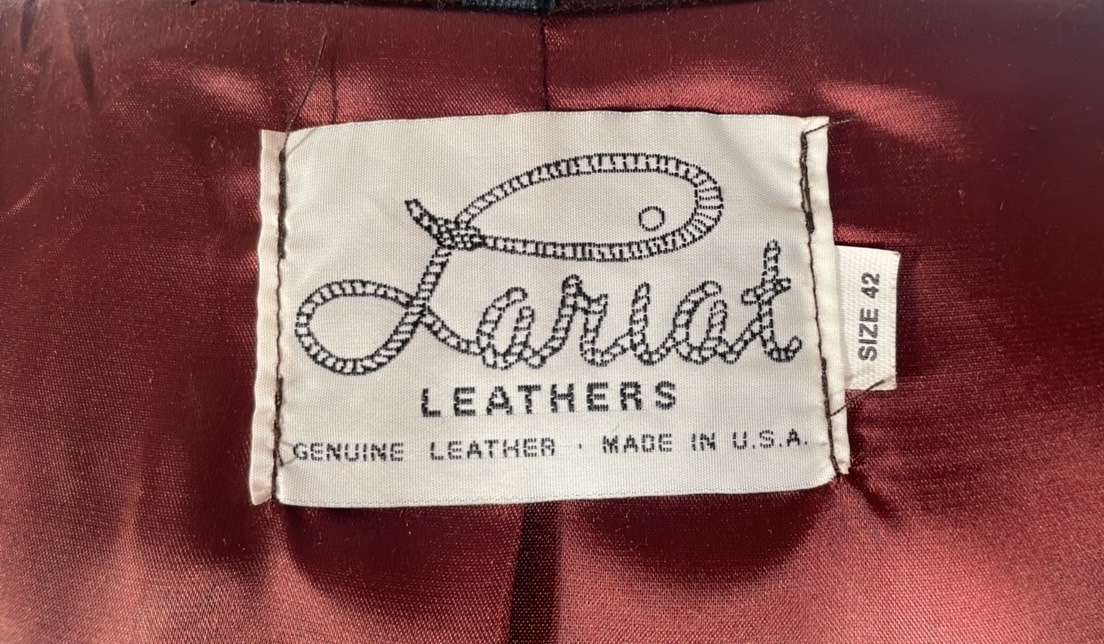 Lariat
LEATHERS
GENUINE LEATHER · MADE IN U.S.A.
SIZE 42